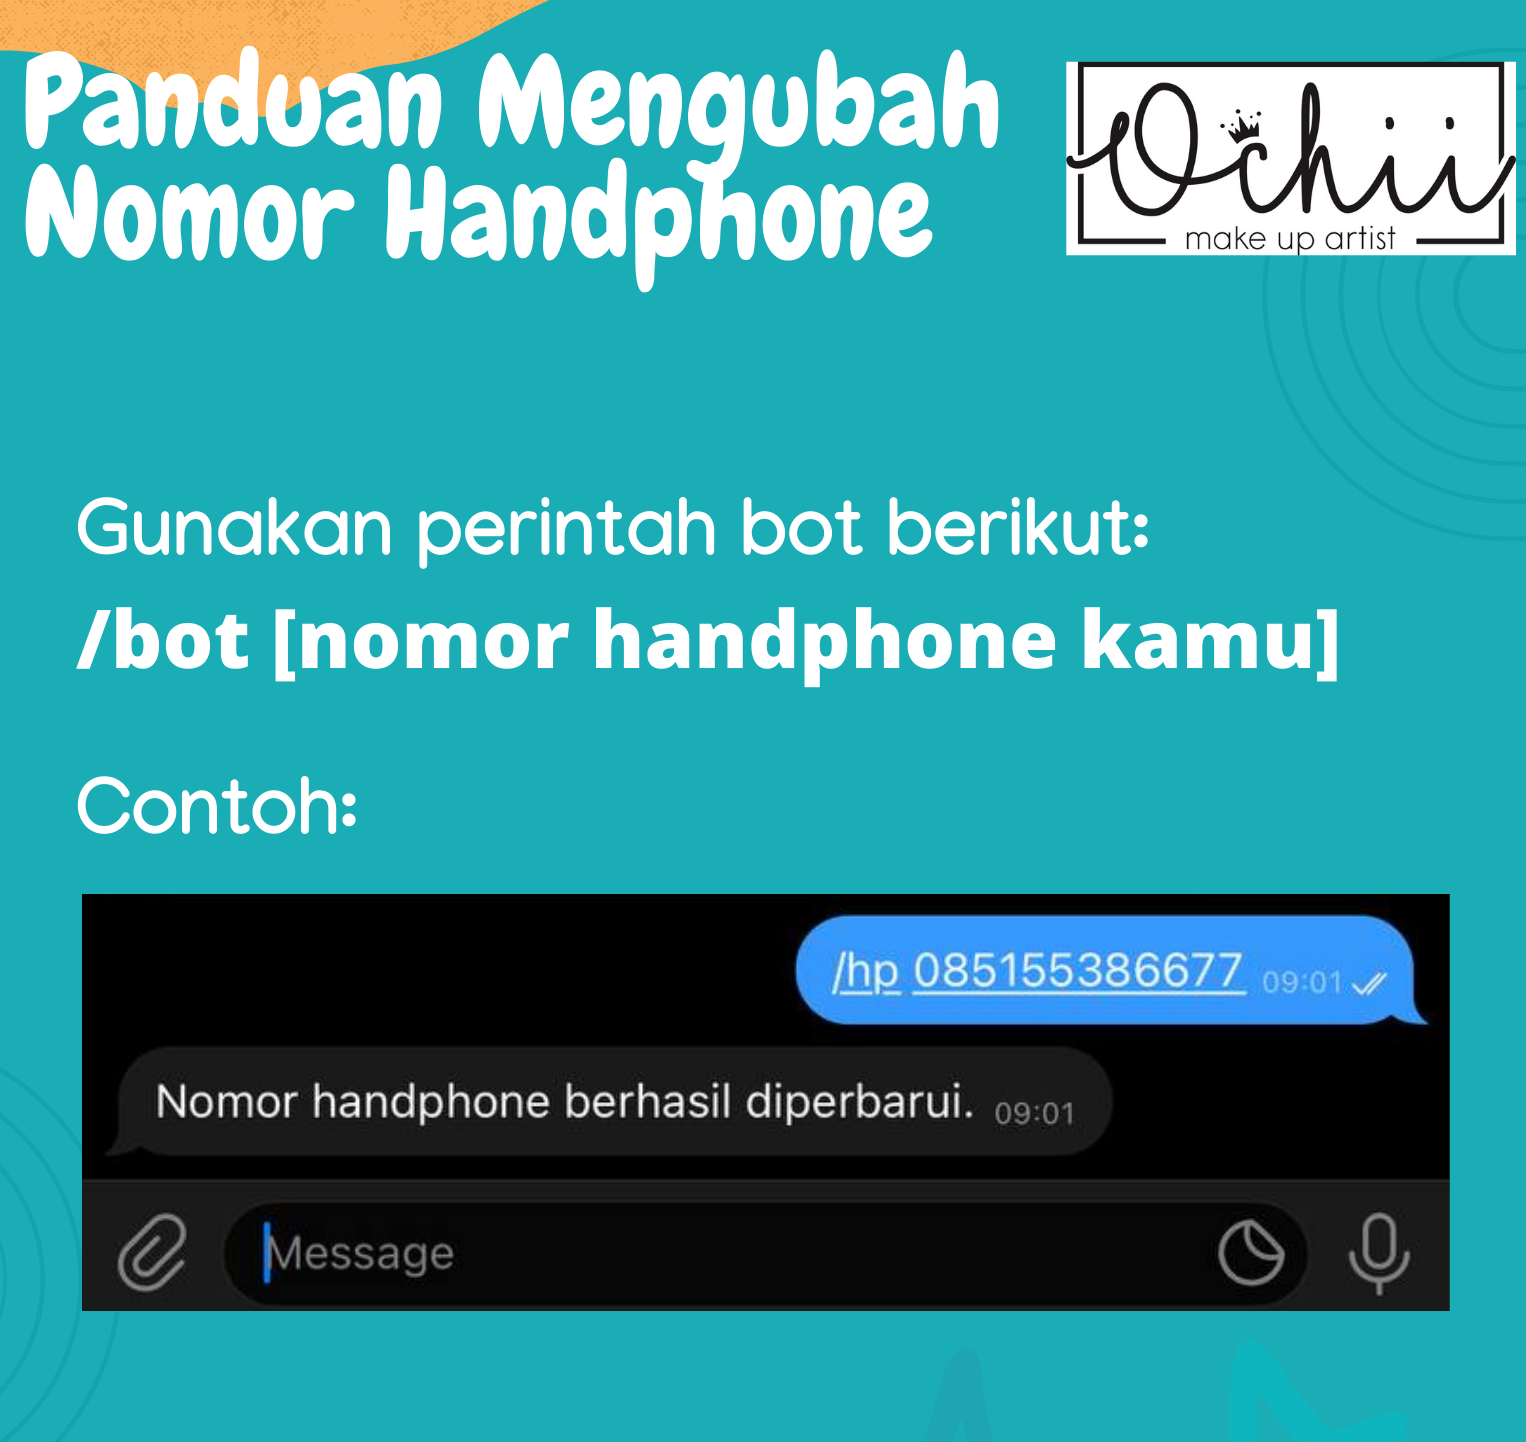 Panduan Mengubah
Nomor Handphone
Ochii
make up artist
Gunakan perintah bot berikut:
/bot [nomor handphone kamu]
Contoh:
/hp 085155386677 09:01
Nomor handphone berhasil diperbarui. 09:01
Message